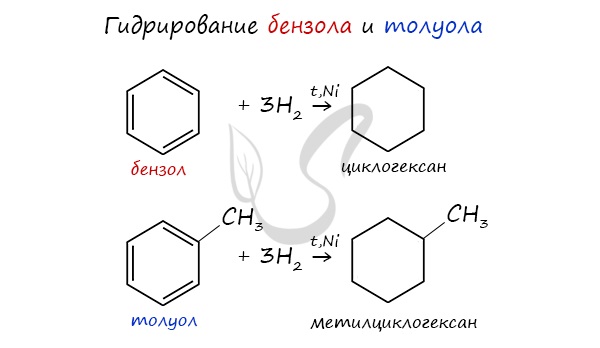 Гидрирование бензола и толуола
+ 3H₂ t,Ni →
бензол
циклогексан
CH₃
CH₃
+ 3H₂ t,Ni →
толуол
метилциклогексан